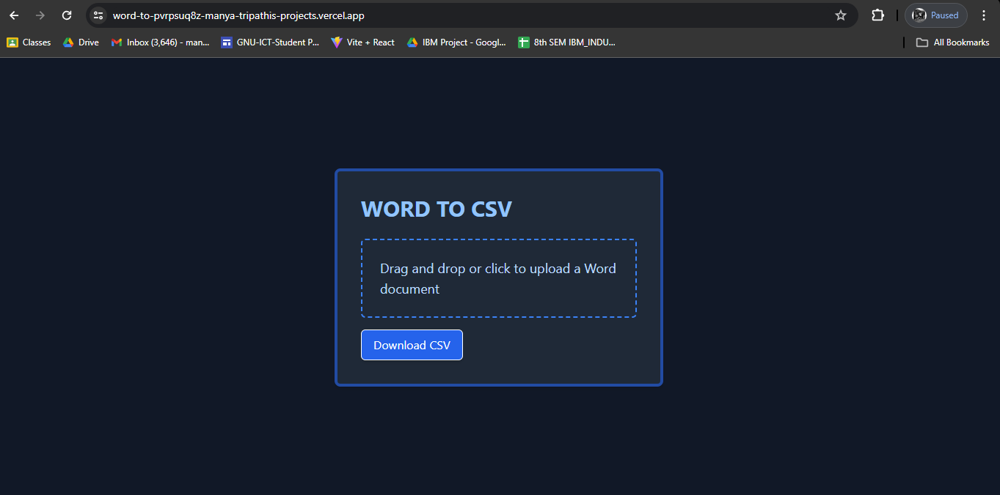 word-to-pvrpsuq8z-manya-tripathis-projects.vercel.app
Paused
Classes
Drive
Inbox (3,646) - man...
GNU-ICT-Student P...
Vite + React
IBM Project - Googl...
8th SEM IBM_INDU...
All Bookmarks
WORD TO CSV
Drag and drop or click to upload a Word
document
Download CSV